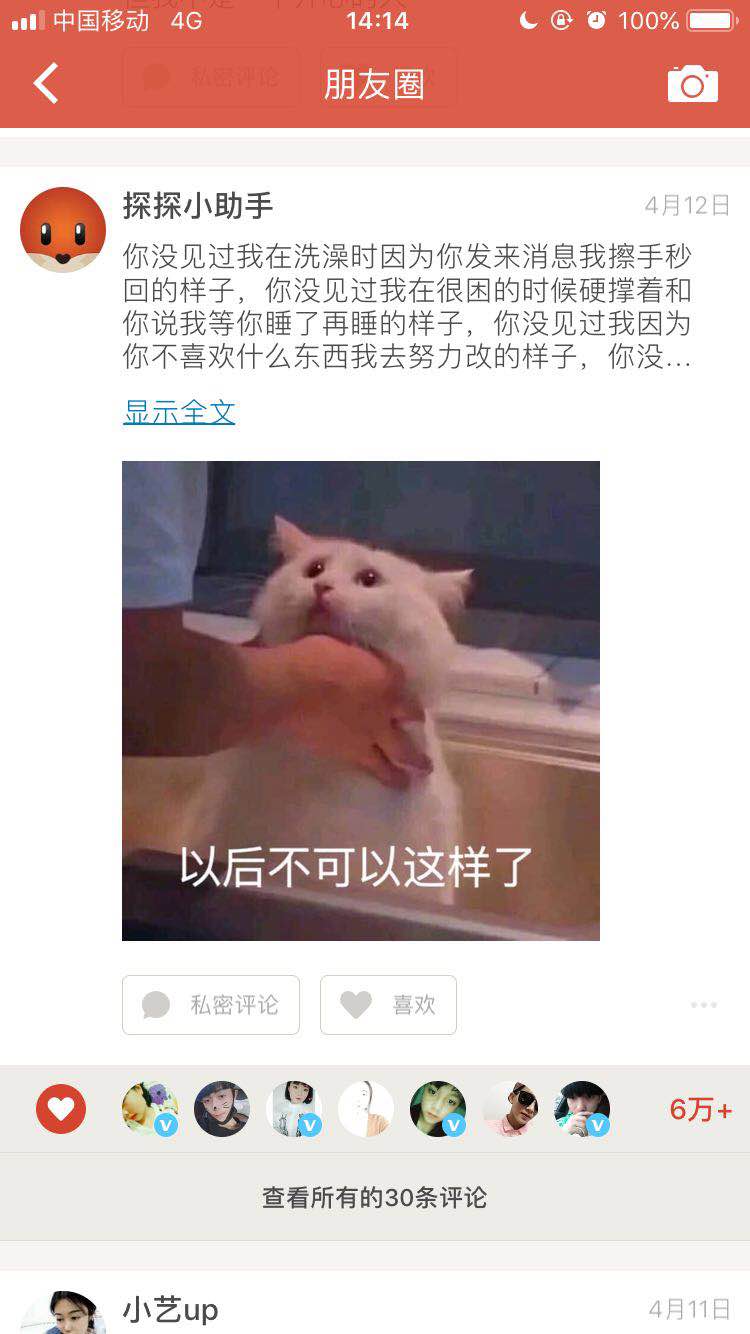 中国移动 4G 14:14 100%
私密评论
朋友圈
探探小助手 4月12日
你没见过我在洗澡时因为你发来消息我擦手秒
回的样子，你没见过我在很困的时候硬撑着和
你说我等你睡了再睡的样子，你没见过我因为
你不喜欢什么东西我去努力改的样子，你没...
显示全文
以后不可以这样了
私密评论 喜欢
V V V V
6万+
查看所有的30条评论
小艺up 4月11日